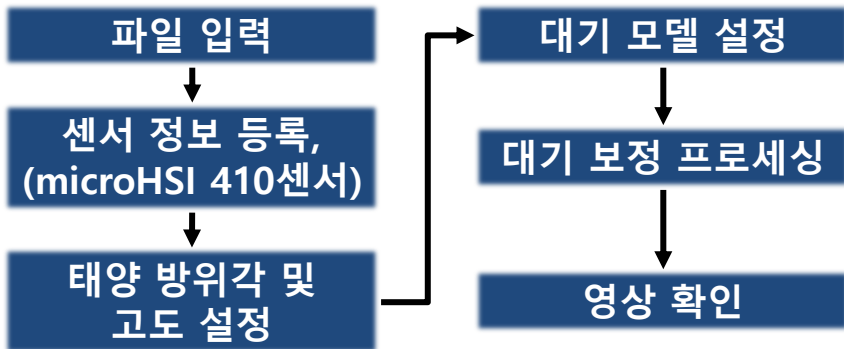 파일 입력
센서 정보 등록,
(microHSI 410센서)
태양 방위각 및
고도 설정
대기 모델 설정
대기 보정 프로세싱
영상 확인